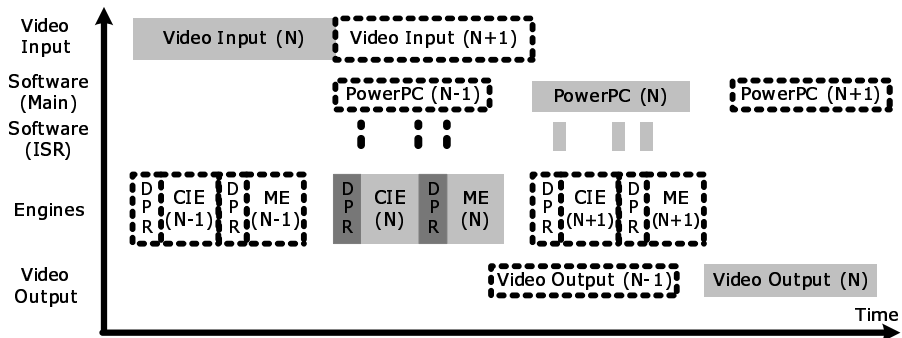 Video
Input
Video Input (N)
Video Input (N+1)
Software
(Main)
PowerPC (N-1)
PowerPC (N)
PowerPC (N+1)
Software
(ISR)
Engines
D
P
R
CIE
(N-1)
D
P
R
ME
(N-1)
D
P
R
CIE
(N)
D
P
R
ME
(N)
D
P
R
CIE
(N+1)
D
P
R
ME
(N+1)
Video
Output
Video Output (N-1)
Video Output (N)
Time